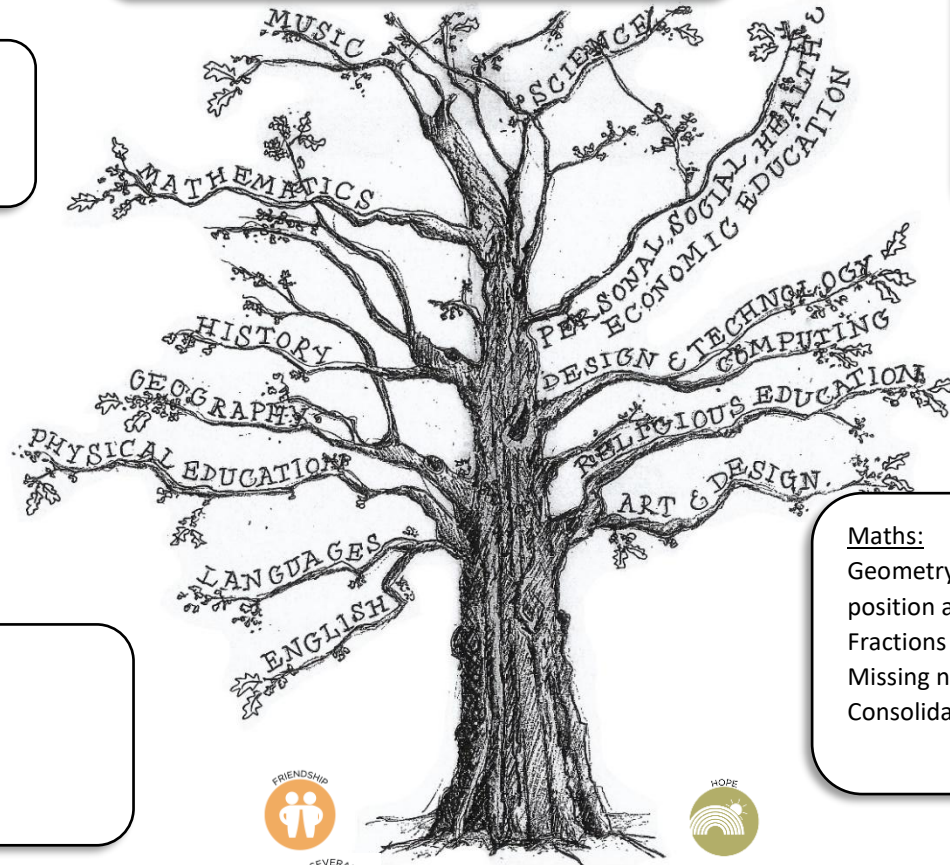 MUSIC
SCIENCE
PERSONAL, SOCIAL, HEALTH &
ECONOMIC EDUCATION
MATHEMATICS
DESIGN & TECHNOLOGY
COMPUTING
HISTORY
GEOGRAPHY
RELIGIOUS EDUCATION
PHYSICAL EDUCATION
ART & DESIGN.
LANGUAGES
ENGLISH
Maths:
Geometry
position a
Fractions
Missing n
Consolida
FRIENDSHIP
HOPE